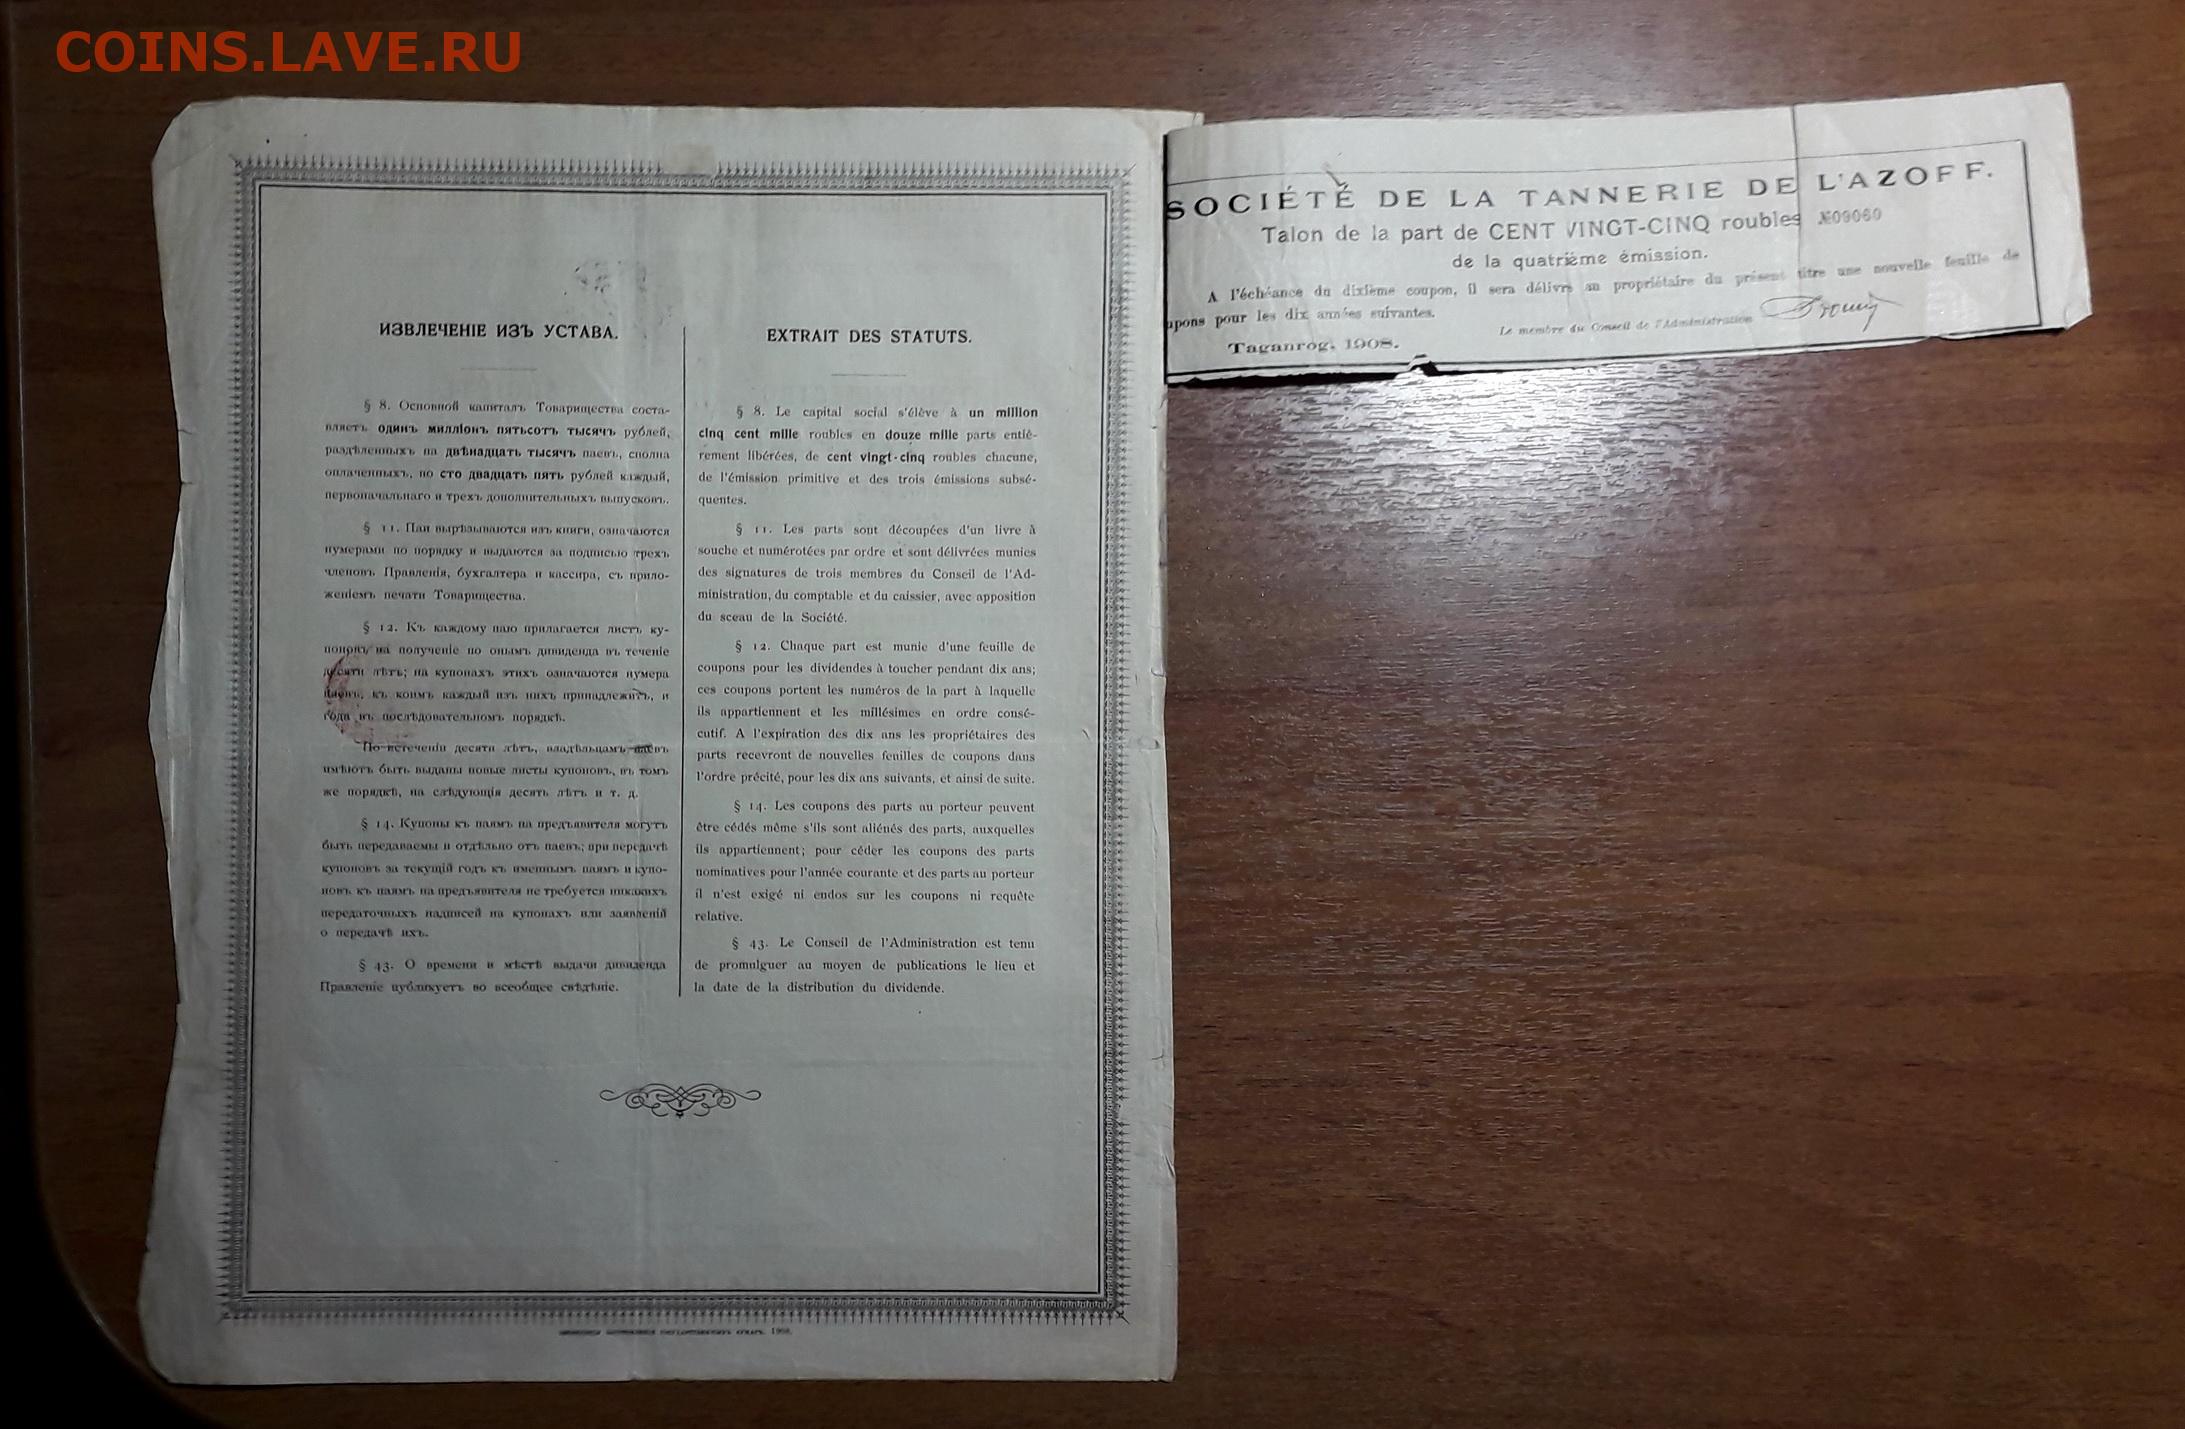 COINS.LAVE.RU
ИЗВЛЕЧЕНІЕ ИЗЪ УСТАВА.
§ 8. Основной капиталъ Товарищества соста-
вляетъ одинъ милліонъ пятьсотъ тысячъ рублей,
раздѣленныхъ на двѣнадцать тысячъ паевъ, сполна
оплаченныхъ, по сто двадцать пять рублей каждый,
первоначальнаго и трехъ дополнительныхъ выпусковъ.
§ 11. Паи вырѣзываются изъ книги, означаются
нумерами по порядку и выдаются за подписью трехъ
членовъ Правленія, бухгалтера и кассира, съ прило-
женіемъ печати Товарищества.
§ 12. Къ каждому паю прилагается листъ ку-
поновъ на полученіе по онымъ дивиденда въ теченіе
десяти лѣтъ; на купонахъ этихъ означаются нумера
паевъ, къ коимъ каждый изъ нихъ принадлежитъ, и
года въ послѣдовательномъ порядкѣ.
По истеченіи десяти лѣтъ, владѣльцамъ паевъ
имѣютъ быть выданы новые листы купоновъ, въ томъ
же порядкѣ, на слѣдующія десять лѣтъ и т. д.
§ 14. Купоны къ паямъ на предъявителя могутъ
быть передаваемы и отдѣльно отъ паевъ; при передачѣ
купоновъ за текущій годъ къ именнымъ паямъ и купо-
новъ къ паямъ на предъявителя не требуется никакихъ
передаточныхъ надписей на купонахъ или заявленій
о передачѣ ихъ.
§ 43. О времени и мѣстѣ выдачи дивиденда
Правленіе публикуетъ во всеобщее свѣдѣніе.
EXTRAIT DES STATUTS.
§ 8. Le capital social s'élève à un million
cinq cent mille roubles en douze mille parts entiè-
rement libérées, de cent vingt-cinq roubles chacune,
de l'émission primitive et des trois émissions subsé-
quentes.
§ 11. Les parts sont découpées d'un livre à
souche et numérotées par ordre et sont délivrées munies
des signatures de trois membres du Conseil de l'Ad-
ministration, du comptable et du caissier, avec apposition
du sceau de la Société.
§ 12. Chaque part est munie d'une feuille de
coupons pour les dividendes à toucher pendant dix ans;
ces coupons portent les numéros de la part à laquelle
ils appartiennent et les millésimes en ordre consé-
cutif. A l'expiration des dix ans les propriétaires des
parts recevront de nouvelles feuilles de coupons dans
l'ordre précité, pour les dix ans suivants, et ainsi de suite.
§ 14. Les coupons des parts au porteur peuvent
être cédés même s'ils sont aliénés des parts, auxquelles
ils appartiennent; pour céder les coupons des parts
nominatives pour l'année courante et des parts au porteur
il n'est exigé ni endos sur les coupons ni requête
relative.
§ 43. Le Conseil de l'Administration est tenu
de promulguer au moyen de publications le lieu et
la date de la distribution du dividende.
1908.
SOCIÉTÉ DE LA TANNERIE DE L'AZOFF.
Talon de la part de CENT VINGT-CINQ roubles №09060
de la quatrième émission.
A l'échéance du dixième coupon, il sera délivré au propriétaire du présent titre une nouvelle feuille de
upons pour les dix années suivantes.
Le membre du Conseil de l'Administration
Taganrog, 1908.